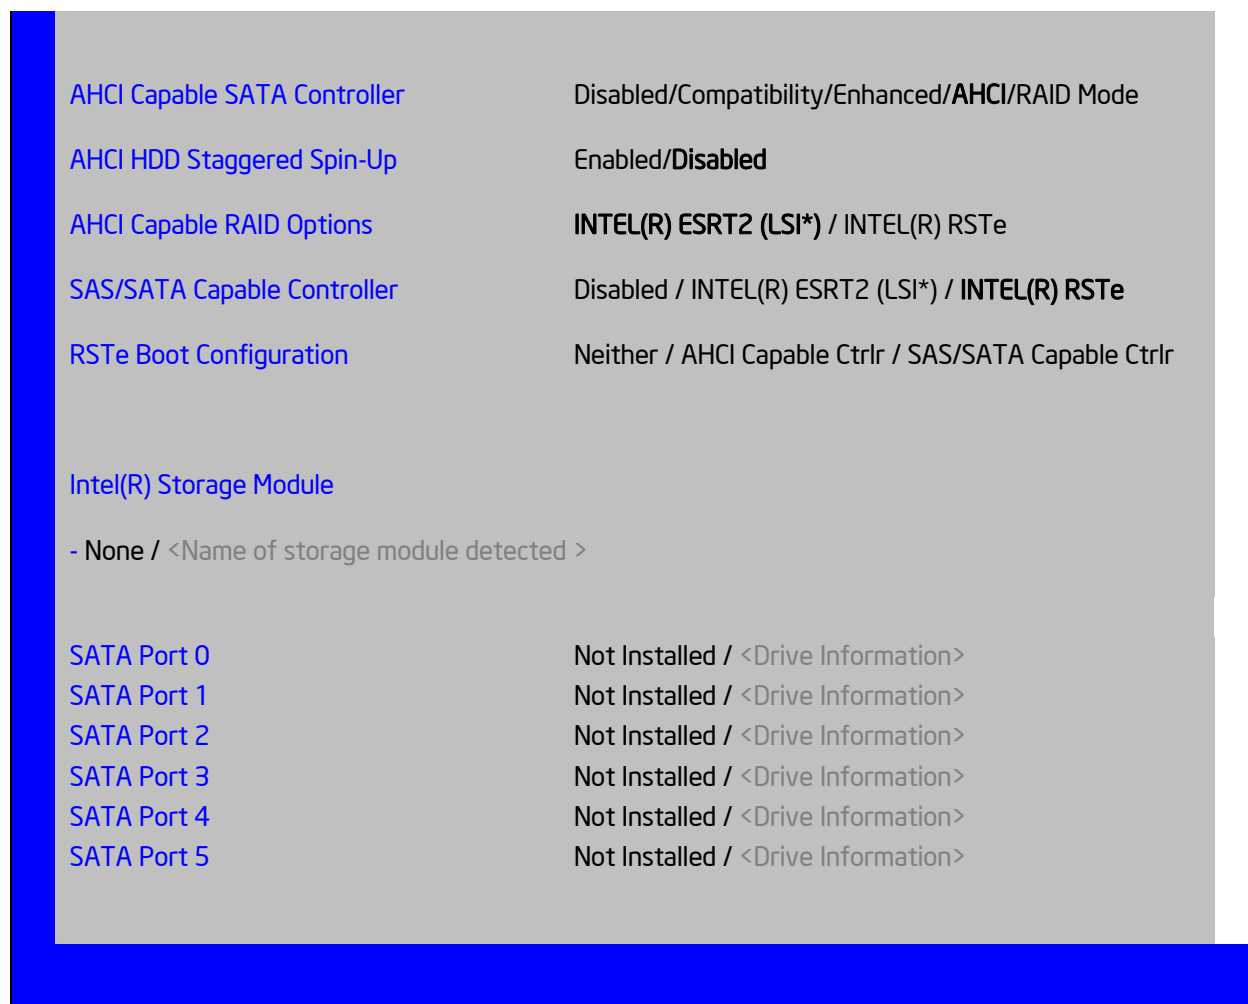 AHCI Capable SATA Controller Disabled/Compatibility/Enhanced/AHCI/RAID Mode
AHCI HDD Staggered Spin-Up Enabled/Disabled
AHCI Capable RAID Options INTEL(R) ESRT2 (LSI*) / INTEL(R) RSTe
SAS/SATA Capable Controller Disabled / INTEL(R) ESRT2 (LSI*) / INTEL(R) RSTe
RSTe Boot Configuration Neither / AHCI Capable Ctrlr / SAS/SATA Capable Ctrlr
Intel(R) Storage Module
- None / <Name of storage module detected >
SATA Port 0 Not Installed / <Drive Information>
SATA Port 1 Not Installed / <Drive Information>
SATA Port 2 Not Installed / <Drive Information>
SATA Port 3 Not Installed / <Drive Information>
SATA Port 4 Not Installed / <Drive Information>
SATA Port 5 Not Installed / <Drive Information>